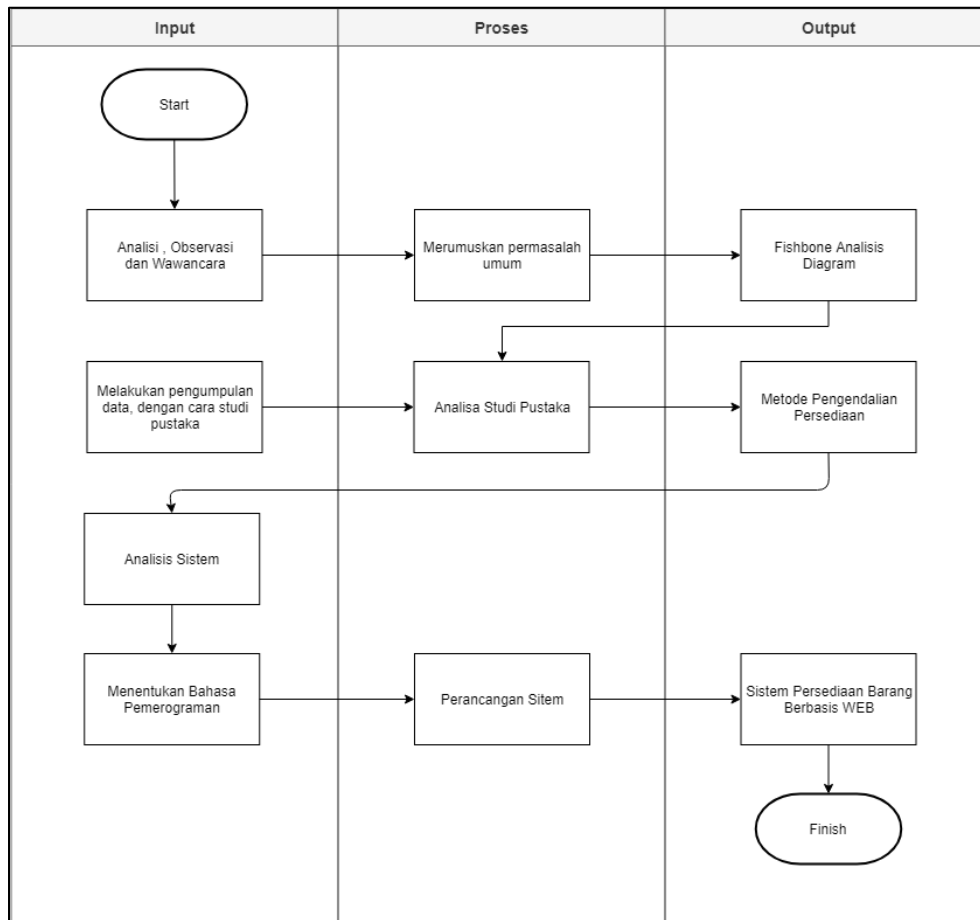 Input
Proses
Output
Start
Analisi , Observasi
dan Wawancara
Merumuskan permasalah
umum
Fishbone Analisis
Diagram
Melakukan pengumpulan
data, dengan cara studi
pustaka
Analisa Studi Pustaka
Metode Pengendalian
Persediaan
Analisis Sistem
Menentukan Bahasa
Pemerograman
Perancangan Sitem
Sistem Persediaan Barang
Berbasis WEB
Finish